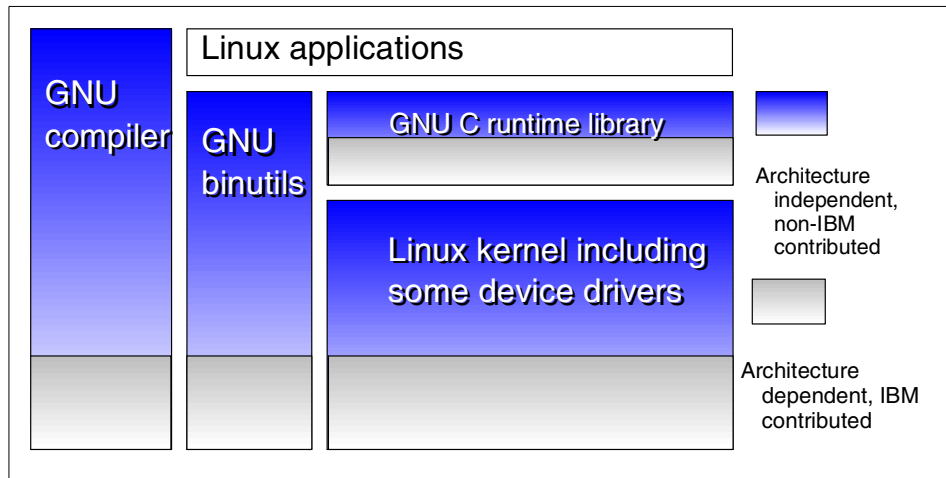 Linux applications
GNU
compiler
GNU
binutils
GNU C runtime library
Linux kernel including
some device drivers
Architecture
independent,
non-IBM
contributed
Architecture
dependent, IBM
contributed